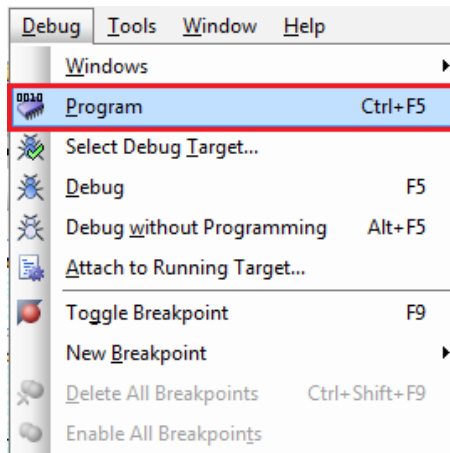 Debug Tools Window Help
Windows
0010
Program Ctrl+F5
Select Debug Target...
Debug F5
Debug without Programming Alt+F5
Attach to Running Target...
Toggle Breakpoint F9
New Breakpoint
Delete All Breakpoints Ctrl+Shift+F9
Enable All Breakpoints